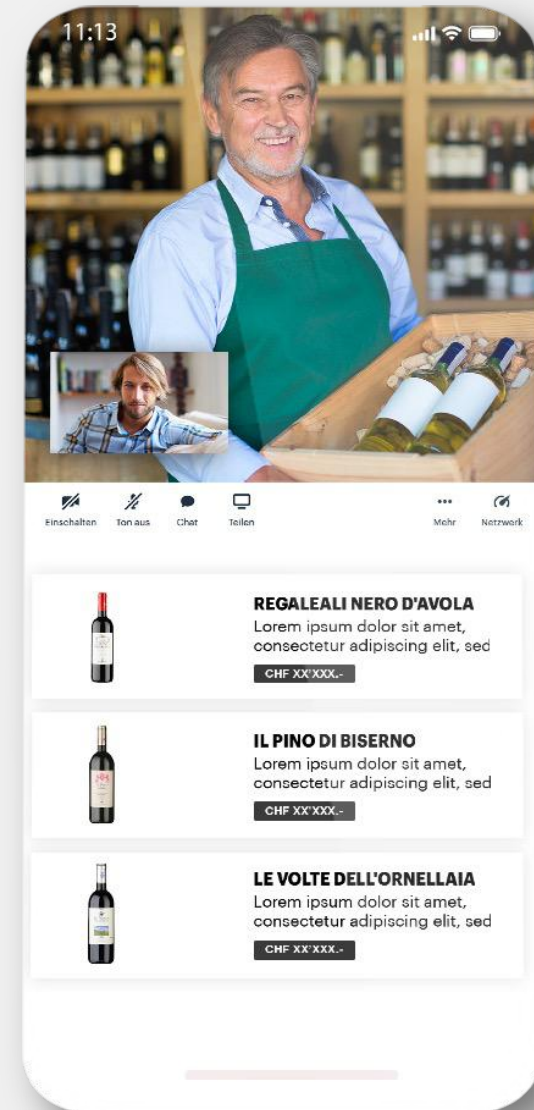 11:13
Einschalten Ton aus Chat Teilen Mehr Netzwerk
REGALEALI NERO D'AVOLA
Lorem ipsum dolor sit amet,
consectetur adipiscing elit, sed
CHF XX'XXX.-
IL PINO DI BISERNO
Lorem ipsum dolor sit amet,
consectetur adipiscing elit, sed
CHF XX'XXX.-
LE VOLTE DELL'ORNELLAIA
Lorem ipsum dolor sit amet,
consectetur adipiscing elit, sed
CHF XX'XXX.-